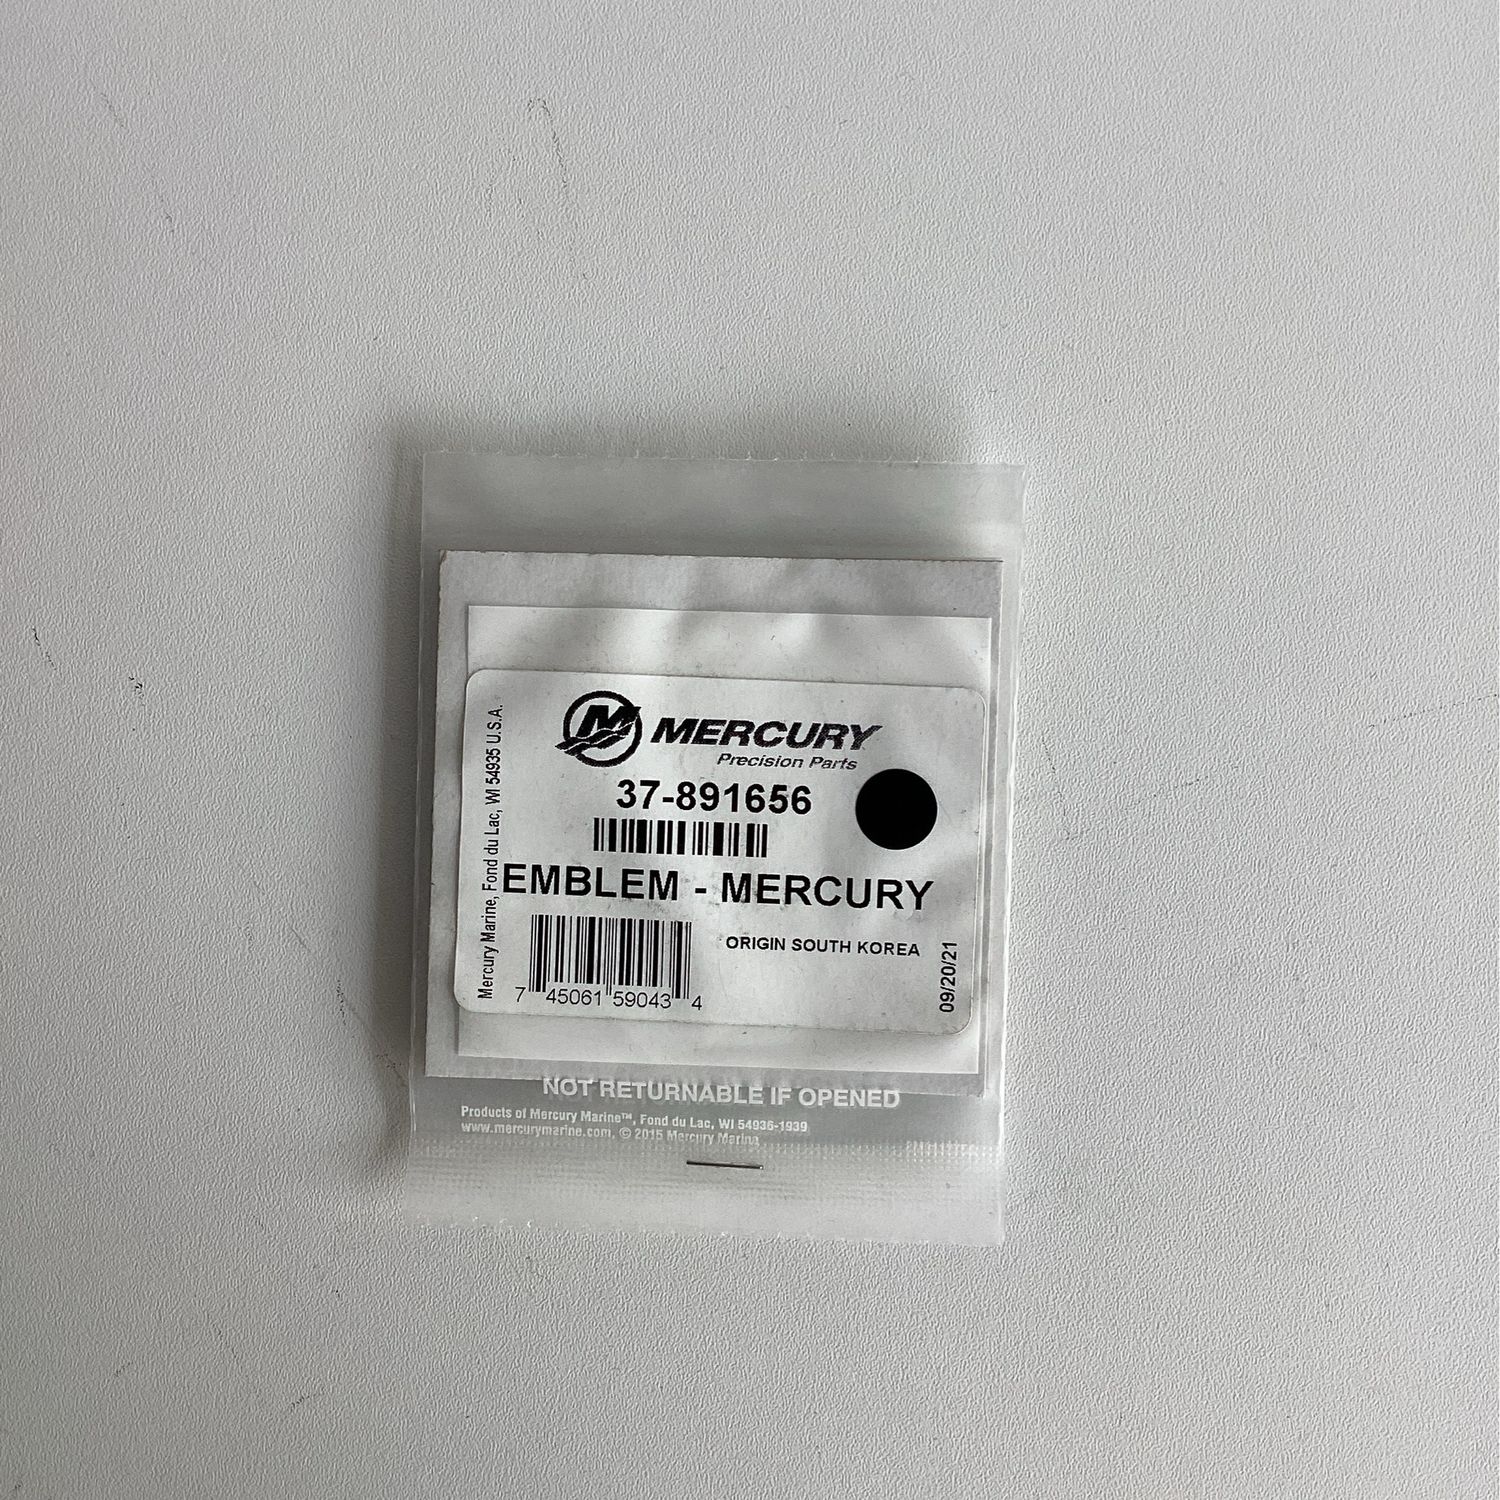 Mercury Marine, Fond du Lac, WI 54935 U.S.A.
M MERCURY
Precision Parts
37-891656
EMBLEM - MERCURY
ORIGIN SOUTH KOREA
7 45061 59043 4
09/20/21
NOT RETURNABLE IF OPENED
Products of Mercury Marine™, Fond du Lac, WI 54936-1939
www.mercurymarine.com, © 2015 Mercury Marine